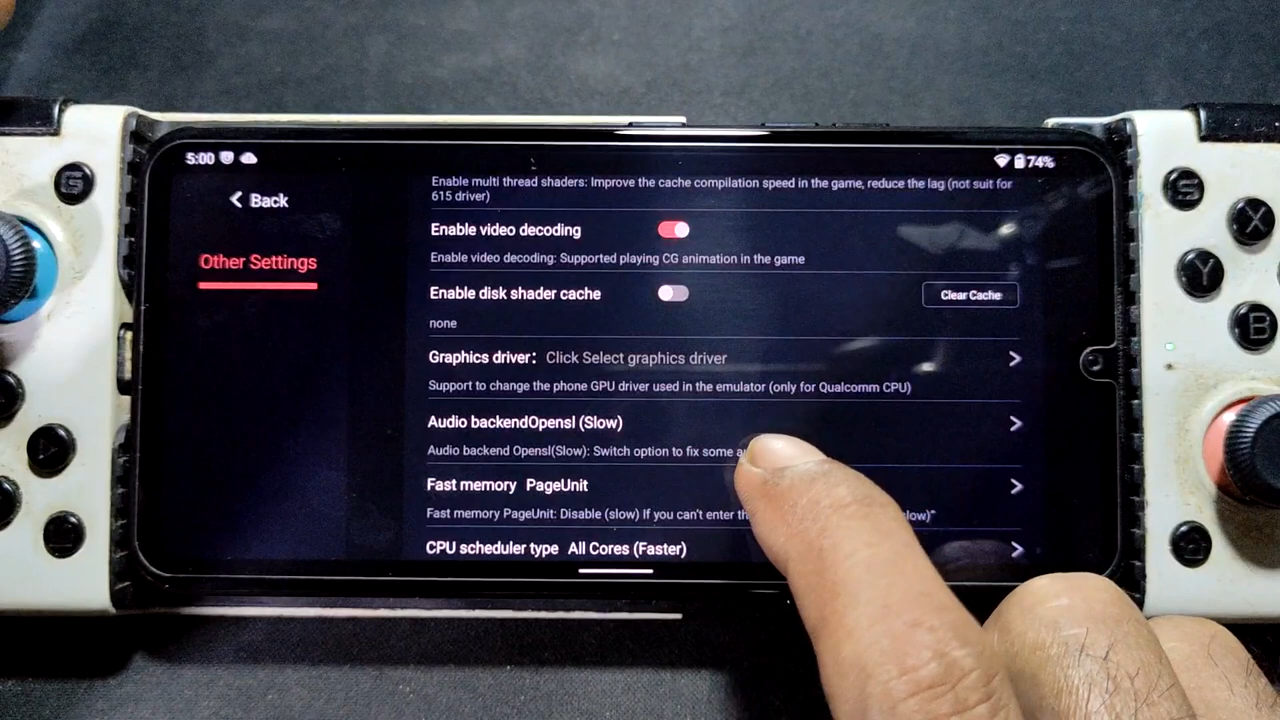 5:00
74%
Back
Other Settings
Enable multi thread shaders: Improve the cache compilation speed in the game, reduce the lag (not suit for
615 driver)
Enable video decoding
Enable video decoding: Supported playing CG animation in the game
Enable disk shader cache
Clear Cache
none
Graphics driver: Click Select graphics driver
Support to change the phone GPU driver used in the emulator (only for Qualcomm CPU)
Audio backendOpensl (Slow)
Audio backend Opensl(Slow): Switch option to fix some
Fast memory PageUnit
Fast memory PageUnit: Disable (slow) If you can't enter
CPU scheduler type All Cores (Faster)
S
X
Y
B